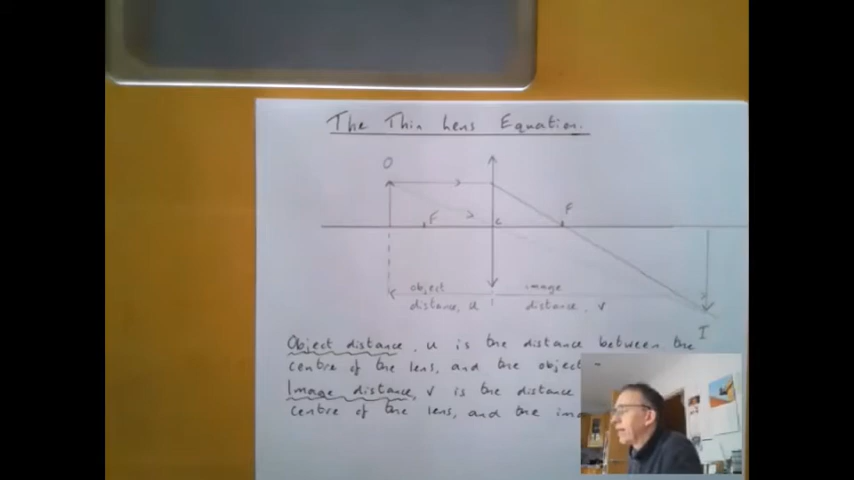 The Thin Lens Equation.
O
F
c
F
object
distance, u
image
distance, v
I
Object distance, u is the distance between the
centre of the lens, and the object
Image distance, v is the distance
centre of the lens, and the